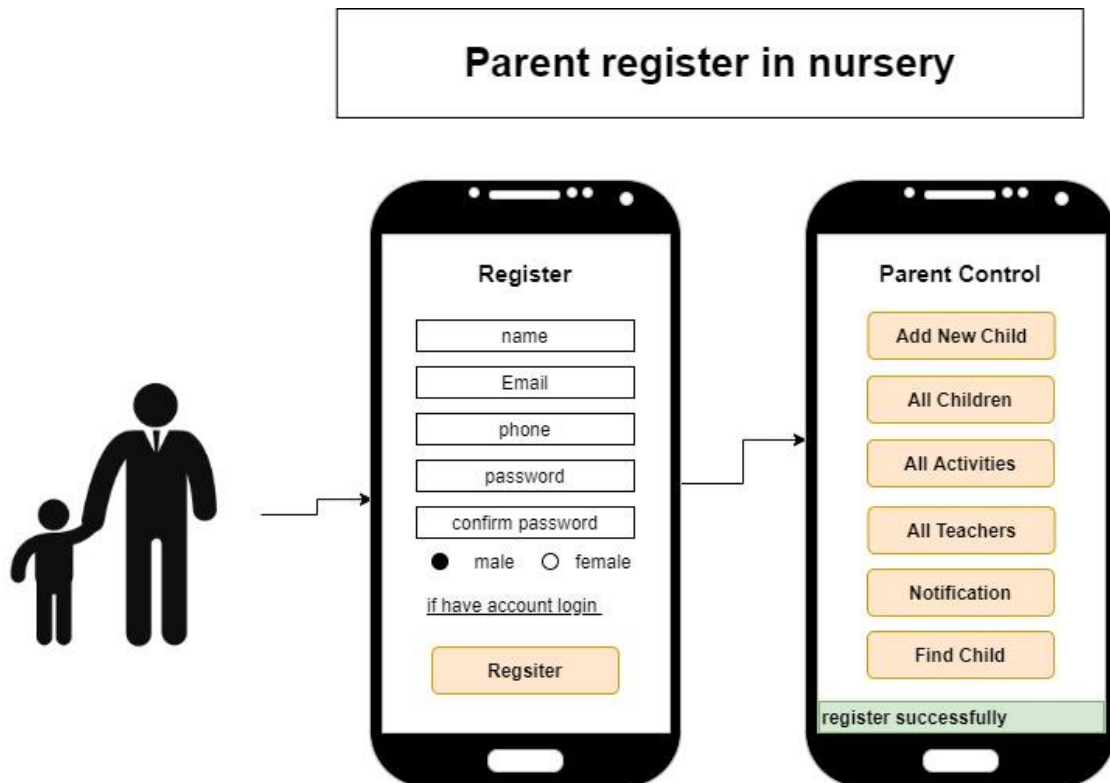 Parent register in nursery
Register
name
Email
phone
password
confirm password
male female
if have account login
Regsiter
Parent Control
Add New Child
All Children
All Activities
All Teachers
Notification
Find Child
register successfully